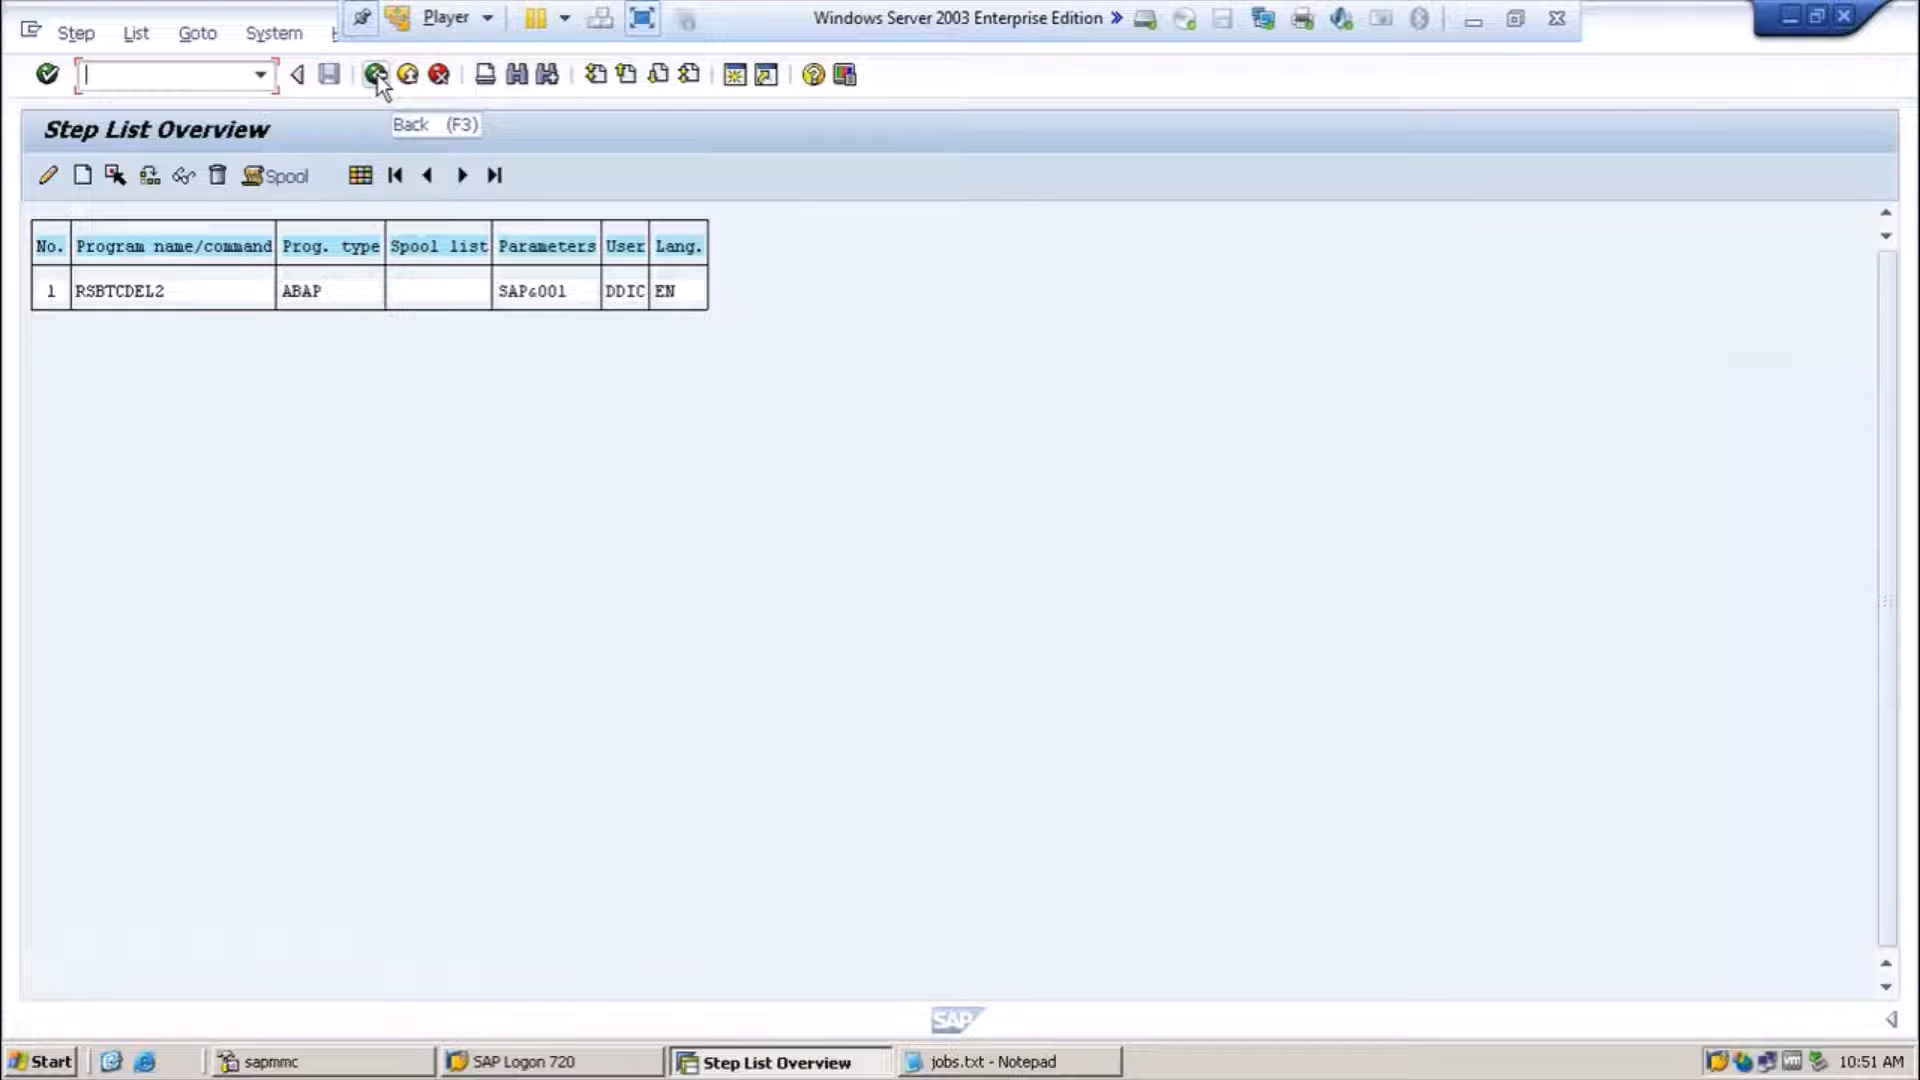 Player
Windows Server 2003 Enterprise Edition
Step List Goto System
Back (F3)
Step List Overview
Spool
No. Program name/command Prog. type Spool list Parameters User Lang.
1 RSBTCDEL2 ABAP SAP&001 DDIC EN
SAP
Start sapmmc SAP Logon 720 Step List Overview jobs.txt - Notepad 10:51 AM